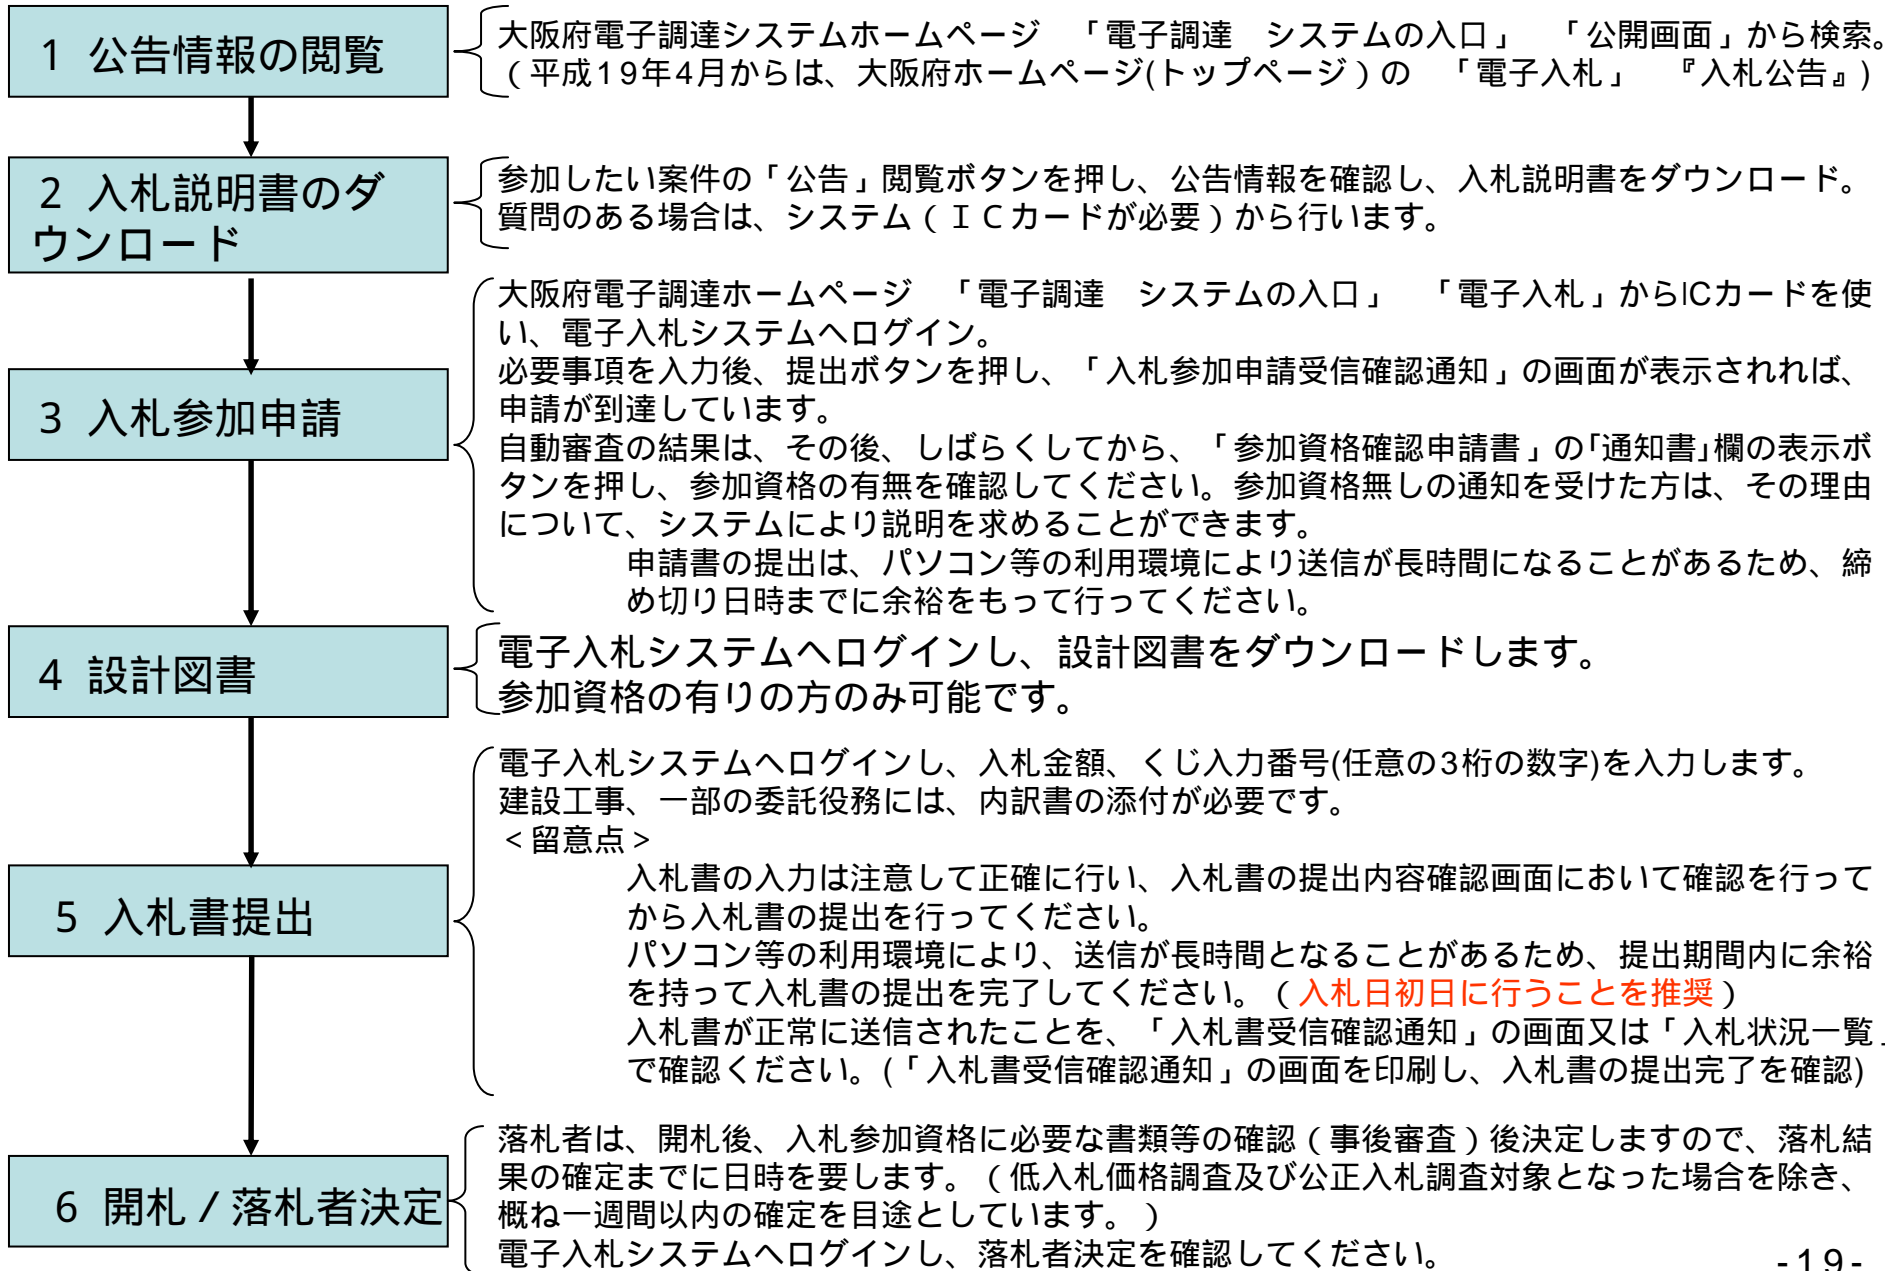 1 公告情報の閲覧
大阪府電子調達システムホームページ 「電子調達 システムの入口」 「公開画面」から検索。
(平成19年4月からは、大阪府ホームページ(トップページ)の 「電子入札」 『入札公告』)
2 入札説明書のダ
ウンロード
参加したい案件の「公告」閲覧ボタンを押し、公告情報を確認し、入札説明書をダウンロード。
質問のある場合は、システム(ICカードが必要)から行います。
3 入札参加申請
大阪府電子調達ホームページ 「電子調達 システムの入口」 「電子入札」からICカードを使
い、電子入札システムへログイン。
必要事項を入力後、提出ボタンを押し、「入札参加申請受信確認通知」の画面が表示されれば、
申請が到達しています。
自動審査の結果は、その後、しばらくしてから、「参加資格確認申請書」の「通知書」欄の表示ボ
タンを押し、参加資格の有無を確認してください。参加資格無しの通知を受けた方は、その理由
について、システムにより説明を求めることができます。
申請書の提出は、パソコン等の利用環境により送信が長時間になることがあるため、締
め切り日時までに余裕をもって行ってください。
4 設計図書
電子入札システムへログインし、設計図書をダウンロードします。
参加資格の有りの方のみ可能です。
5 入札書提出
電子入札システムへログインし、入札金額、くじ入力番号(任意の3桁の数字)を入力します。
建設工事、一部の委託役務には、内訳書の添付が必要です。
<留意点>
入札書の入力は注意して正確に行い、入札書の提出内容確認画面において確認を行って
から入札書の提出を行ってください。
パソコン等の利用環境により、送信が長時間となることがあるため、提出期間内に余裕
を持って入札書の提出を完了してください。(入札日初日に行うことを推奨)
入札書が正常に送信されたことを、「入札書受信確認通知」の画面又は「入札状況一覧」
で確認ください。(「入札書受信確認通知」の画面を印刷し、入札書の提出完了を確認)
6 開札/落札者決定
落札者は、開札後、入札参加資格に必要な書類等の確認(事後審査)後決定しますので、落札結
果の確定までに日時を要します。(低入札価格調査及び公正入札調査対象となった場合を除き、
概ね一週間以内の確定を目途としています。)
電子入札システムへログインし、落札者決定を確認してください。
-19-